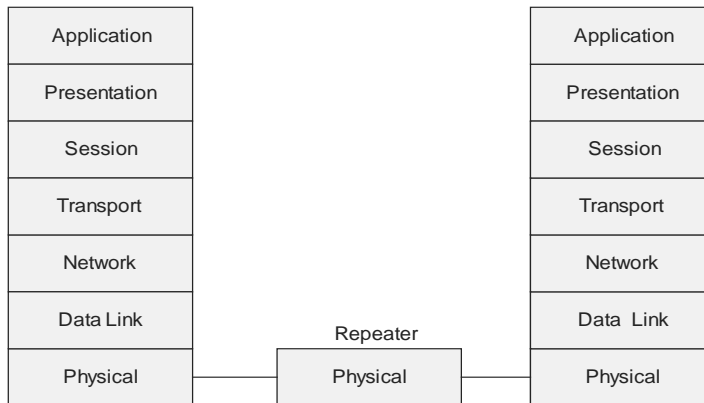 Application
Presentation
Session
Transport
Network
Data Link
Physical
Repeater
Physical
Application
Presentation
Session
Transport
Network
Data Link
Physical